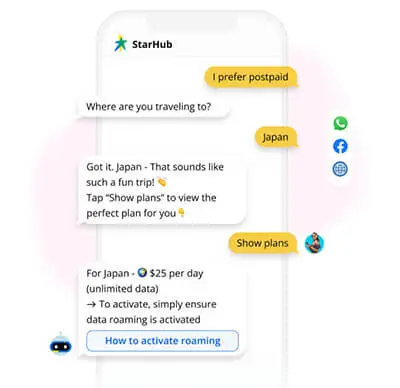 StarHub
I prefer postpaid
Where are you traveling to?
Japan
Got it. Japan - That sounds like
such a fun trip! 👏
Tap “Show plans” to view the
perfect plan for you👇
Show plans
For Japan - 🌏 $25 per day
(unlimited data)
→ To activate, simply ensure
data roaming is activated
How to activate roaming